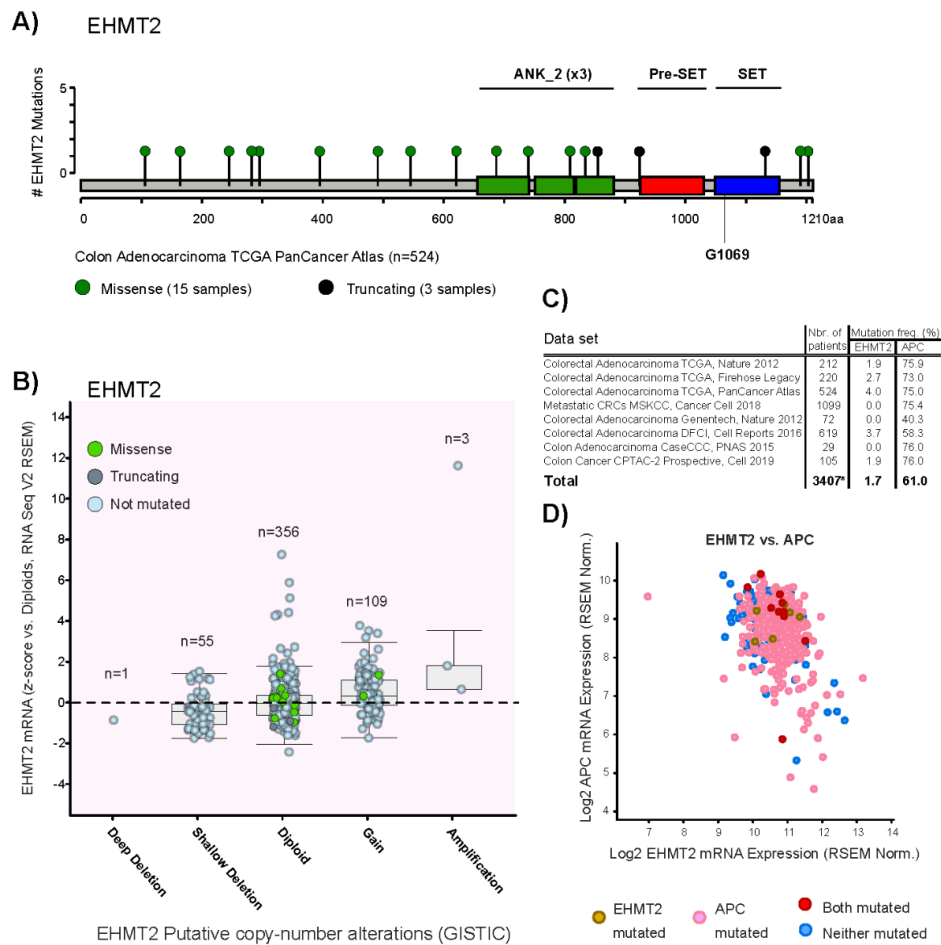 A)
EHMT2
ANK_2 (x3) Pre-SET SET
# EHMT2 Mutations
5
0
0 200 400 600 800 1000 1210aa
G1069
Colon Adenocarcinoma TCGA PanCancer Atlas (n=524)
Missense (15 samples) Truncating (3 samples)
C)
Data set Nbr. of patients Mutation freq. (%)
EHMT2 APC
Colorectal Adenocarcinoma TCGA, Nature 2012 212 1.9 75.9
Colorectal Adenocarcinoma TCGA, Firehose Legacy 220 2.7 73.0
Colorectal Adenocarcinoma TCGA, PanCancer Atlas 524 4.0 75.0
Metastatic CRCs MSKCC, Cancer Cell 2018 1099 0.0 75.4
Colorectal Adenocarcinoma Genentech, Nature 2012 72 0.0 40.3
Colorectal Adenocarcinoma DFCI, Cell Reports 2016 619 3.7 58.3
Colon Adenocarcinoma CaseCCC, PNAS 2015 29 0.0 76.0
Colon Cancer CPTAC-2 Prospective, Cell 2019 105 1.9 76.0
Total 3407* 1.7 61.0
B)
EHMT2
EHMT2 mRNA (z-score vs. Diploids, RNA Seq V2 RSEM)
14
12
10
8
6
4
2
0
-2
-4
Missense
Truncating
Not mutated
n=1
n=55
n=356
n=109
n=3
Deep Deletion
Shallow Deletion
Diploid
Gain
Amplification
EHMT2 Putative copy-number alterations (GISTIC)
D)
EHMT2 vs. APC
Log2 APC mRNA Expression (RSEM Norm.)
10
9
8
7
6
5
4
7 8 9 10 11 12 13 14
Log2 EHMT2 mRNA Expression (RSEM Norm.)
EHMT2 mutated
APC mutated
Both mutated
Neither mutated